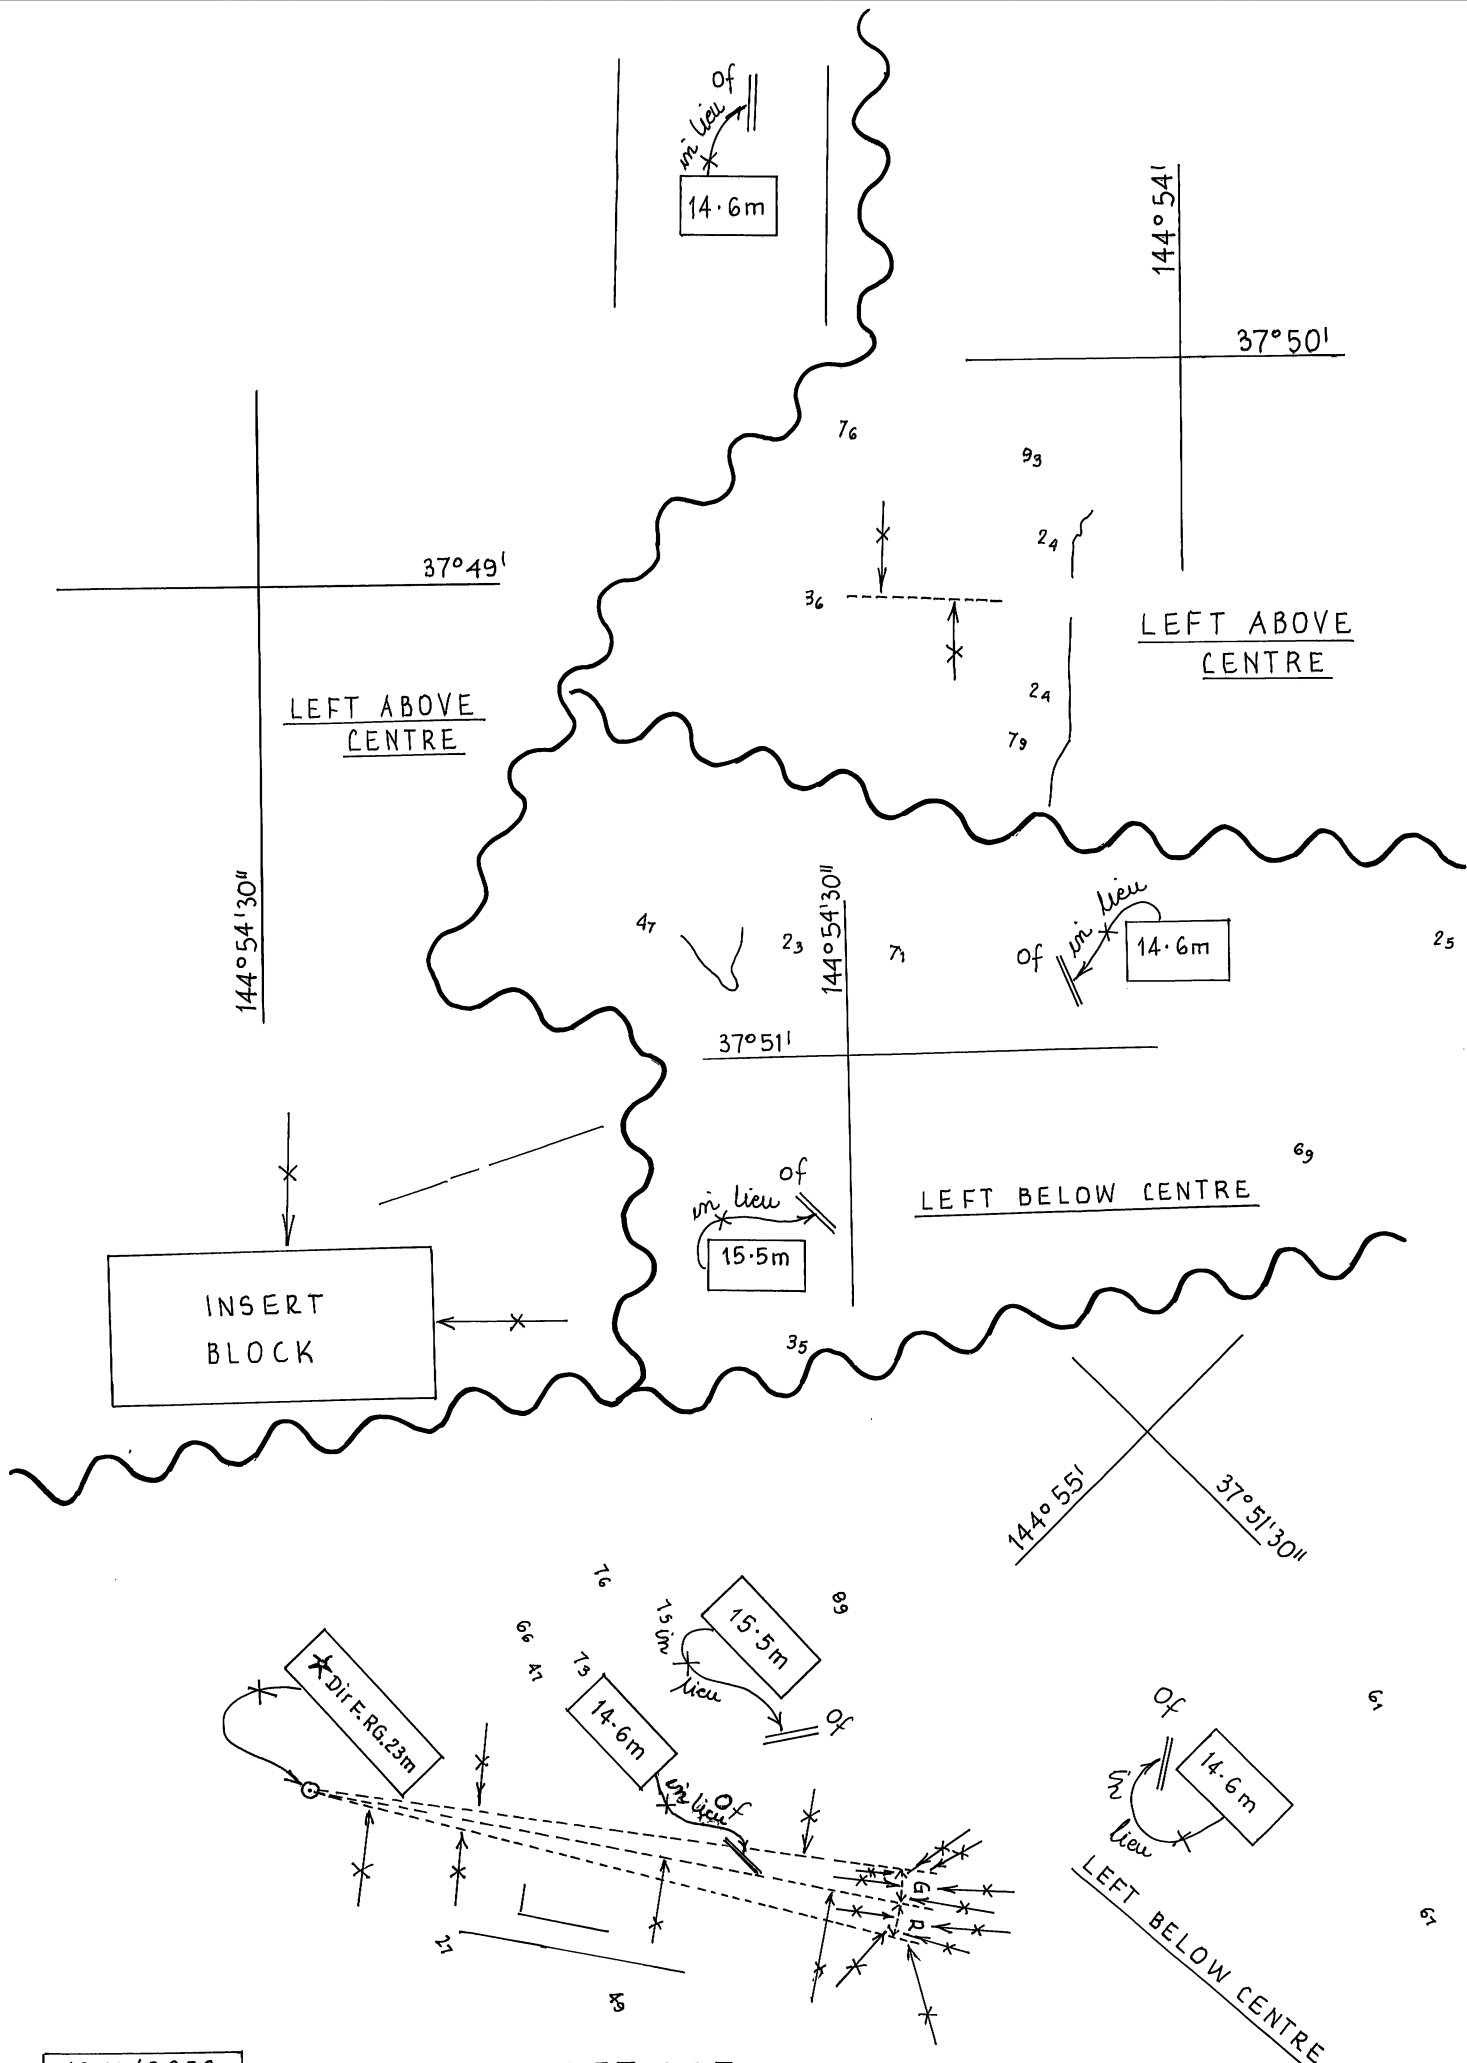 Of
in lieu
14.6m
144° 54'
37° 50'
7₆
9₃
2₄
3₆
37° 49'
LEFT ABOVE
CENTRE
2₄
7₉
LEFT ABOVE
CENTRE
144° 54' 30"
4₇
2₃
144° 54' 30"
7₁
Of
in lieu
14.6m
2₅
37° 51'
6₉
Of
in lieu
15.5m
LEFT BELOW CENTRE
INSERT
BLOCK
3₅
144° 55'
37° 51' 30"
7₆
8₉
7₅
in
lieu
15.5m
Of
6₆
4₇
7₃
Dir F.RG.23m
14.6m
in lieu
Of
Of
in
lieu
14.6m
6₁
G
R
2₇
6₇
LEFT BELOW CENTRE